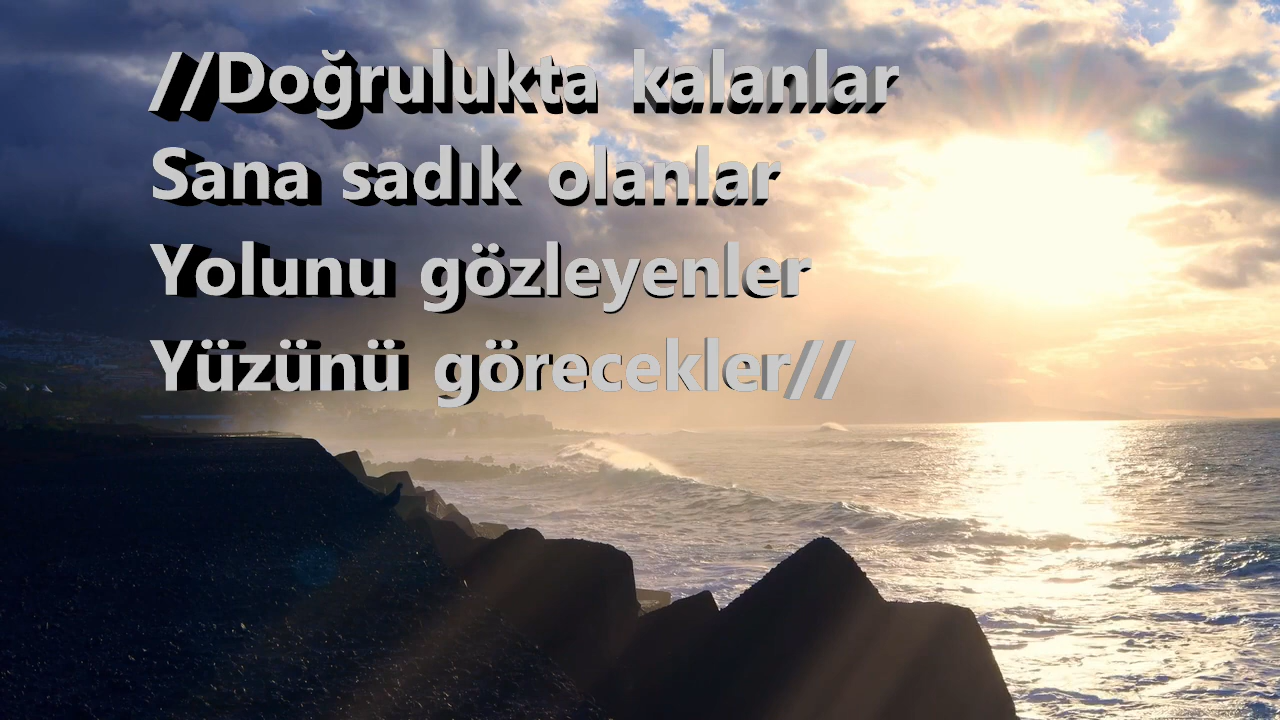 //Doğrulukta kalanlar
Sana sadık olanlar
Yolunu gözleyenler
Yüzünü görecekler//